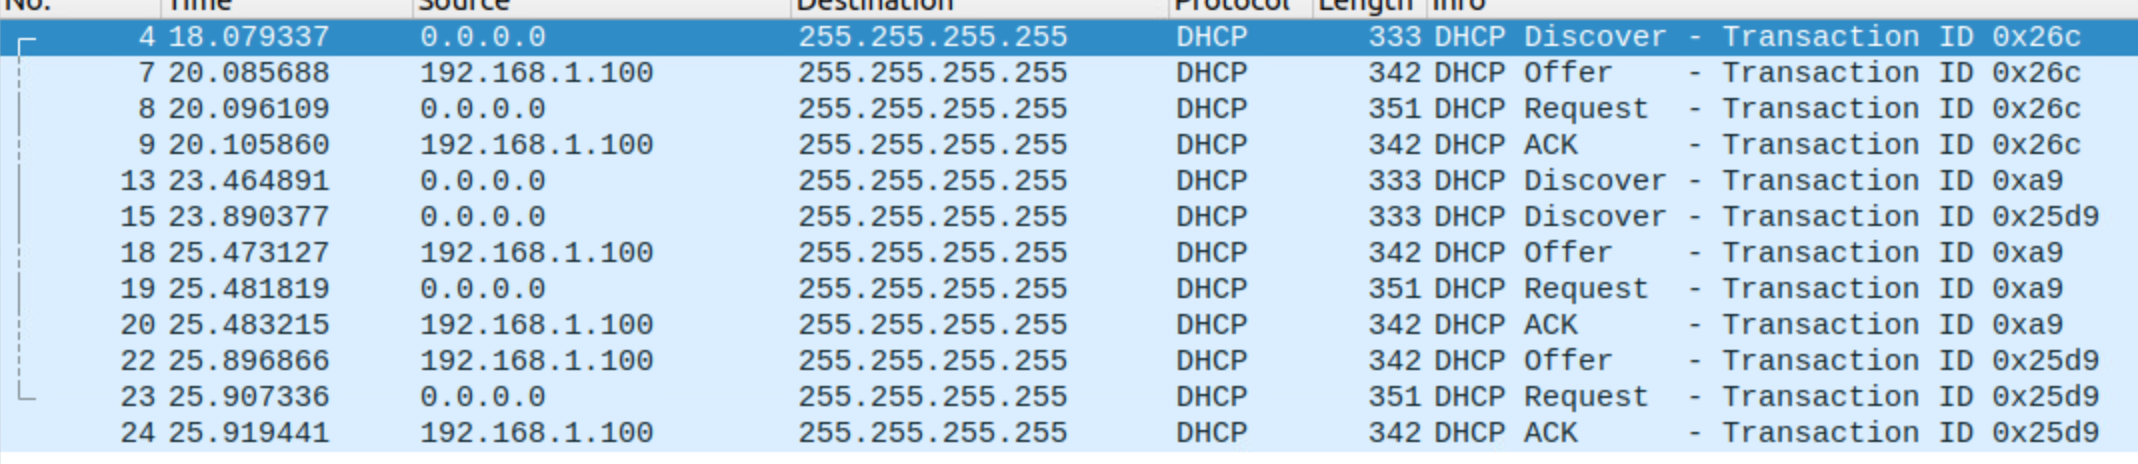 No. Time Source Destination Protocol Length Info
4 18.079337 0.0.0.0 255.255.255.255 DHCP 333 DHCP Discover - Transaction ID 0x26c
7 20.085688 192.168.1.100 255.255.255.255 DHCP 342 DHCP Offer - Transaction ID 0x26c
8 20.096109 0.0.0.0 255.255.255.255 DHCP 351 DHCP Request - Transaction ID 0x26c
9 20.105860 192.168.1.100 255.255.255.255 DHCP 342 DHCP ACK - Transaction ID 0x26c
13 23.464891 0.0.0.0 255.255.255.255 DHCP 333 DHCP Discover - Transaction ID 0xa9
15 23.890377 0.0.0.0 255.255.255.255 DHCP 333 DHCP Discover - Transaction ID 0x25d9
18 25.473127 192.168.1.100 255.255.255.255 DHCP 342 DHCP Offer - Transaction ID 0xa9
19 25.481819 0.0.0.0 255.255.255.255 DHCP 351 DHCP Request - Transaction ID 0xa9
20 25.483215 192.168.1.100 255.255.255.255 DHCP 342 DHCP ACK - Transaction ID 0xa9
22 25.896866 192.168.1.100 255.255.255.255 DHCP 342 DHCP Offer - Transaction ID 0x25d9
23 25.907336 0.0.0.0 255.255.255.255 DHCP 351 DHCP Request - Transaction ID 0x25d9
24 25.919441 192.168.1.100 255.255.255.255 DHCP 342 DHCP ACK - Transaction ID 0x25d9